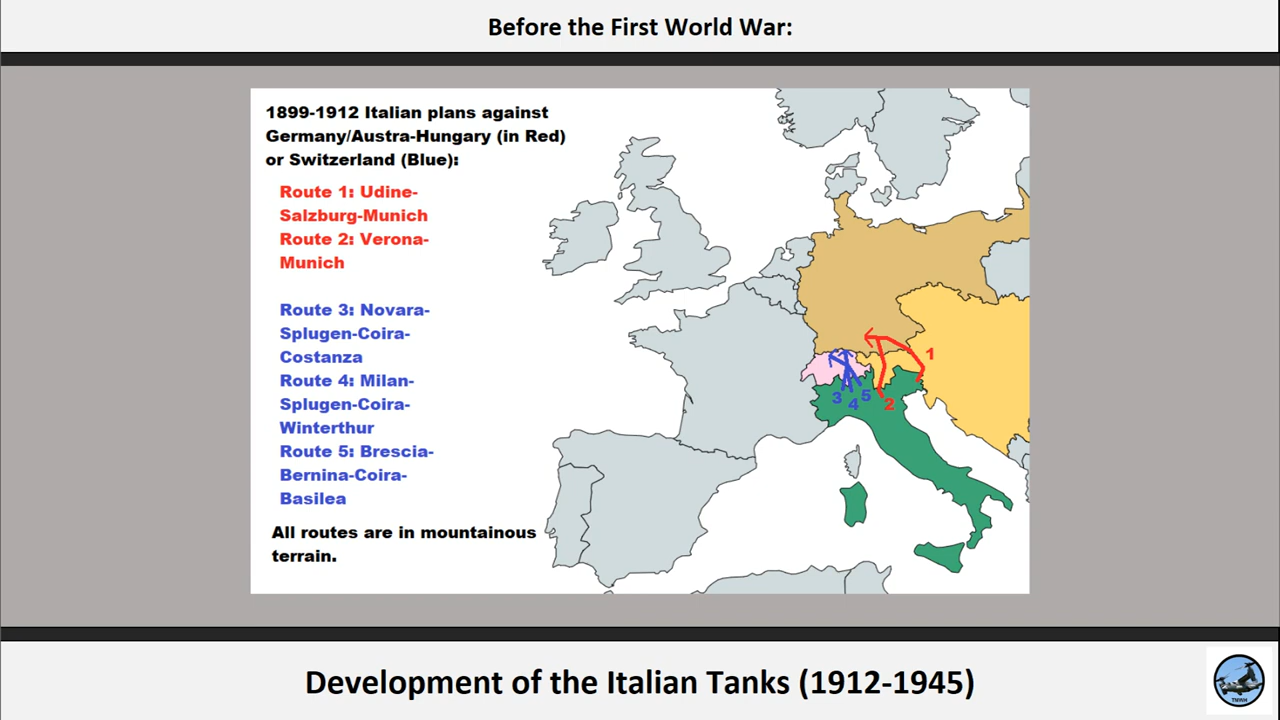 Before the First World War:
1899-1912 Italian plans against
Germany/Austra-Hungary (in Red)
or Switzerland (Blue):
Route 1: Udine-
Salzburg-Munich
Route 2: Verona-
Munich
Route 3: Novara-
Splugen-Coira-
Costanza
Route 4: Milan-
Splugen-Coira-
Winterthur
Route 5: Brescia-
Bernina-Coira-
Basilea
All routes are in mountainous
terrain.
1
2
3
4
5
Development of the Italian Tanks (1912-1945)